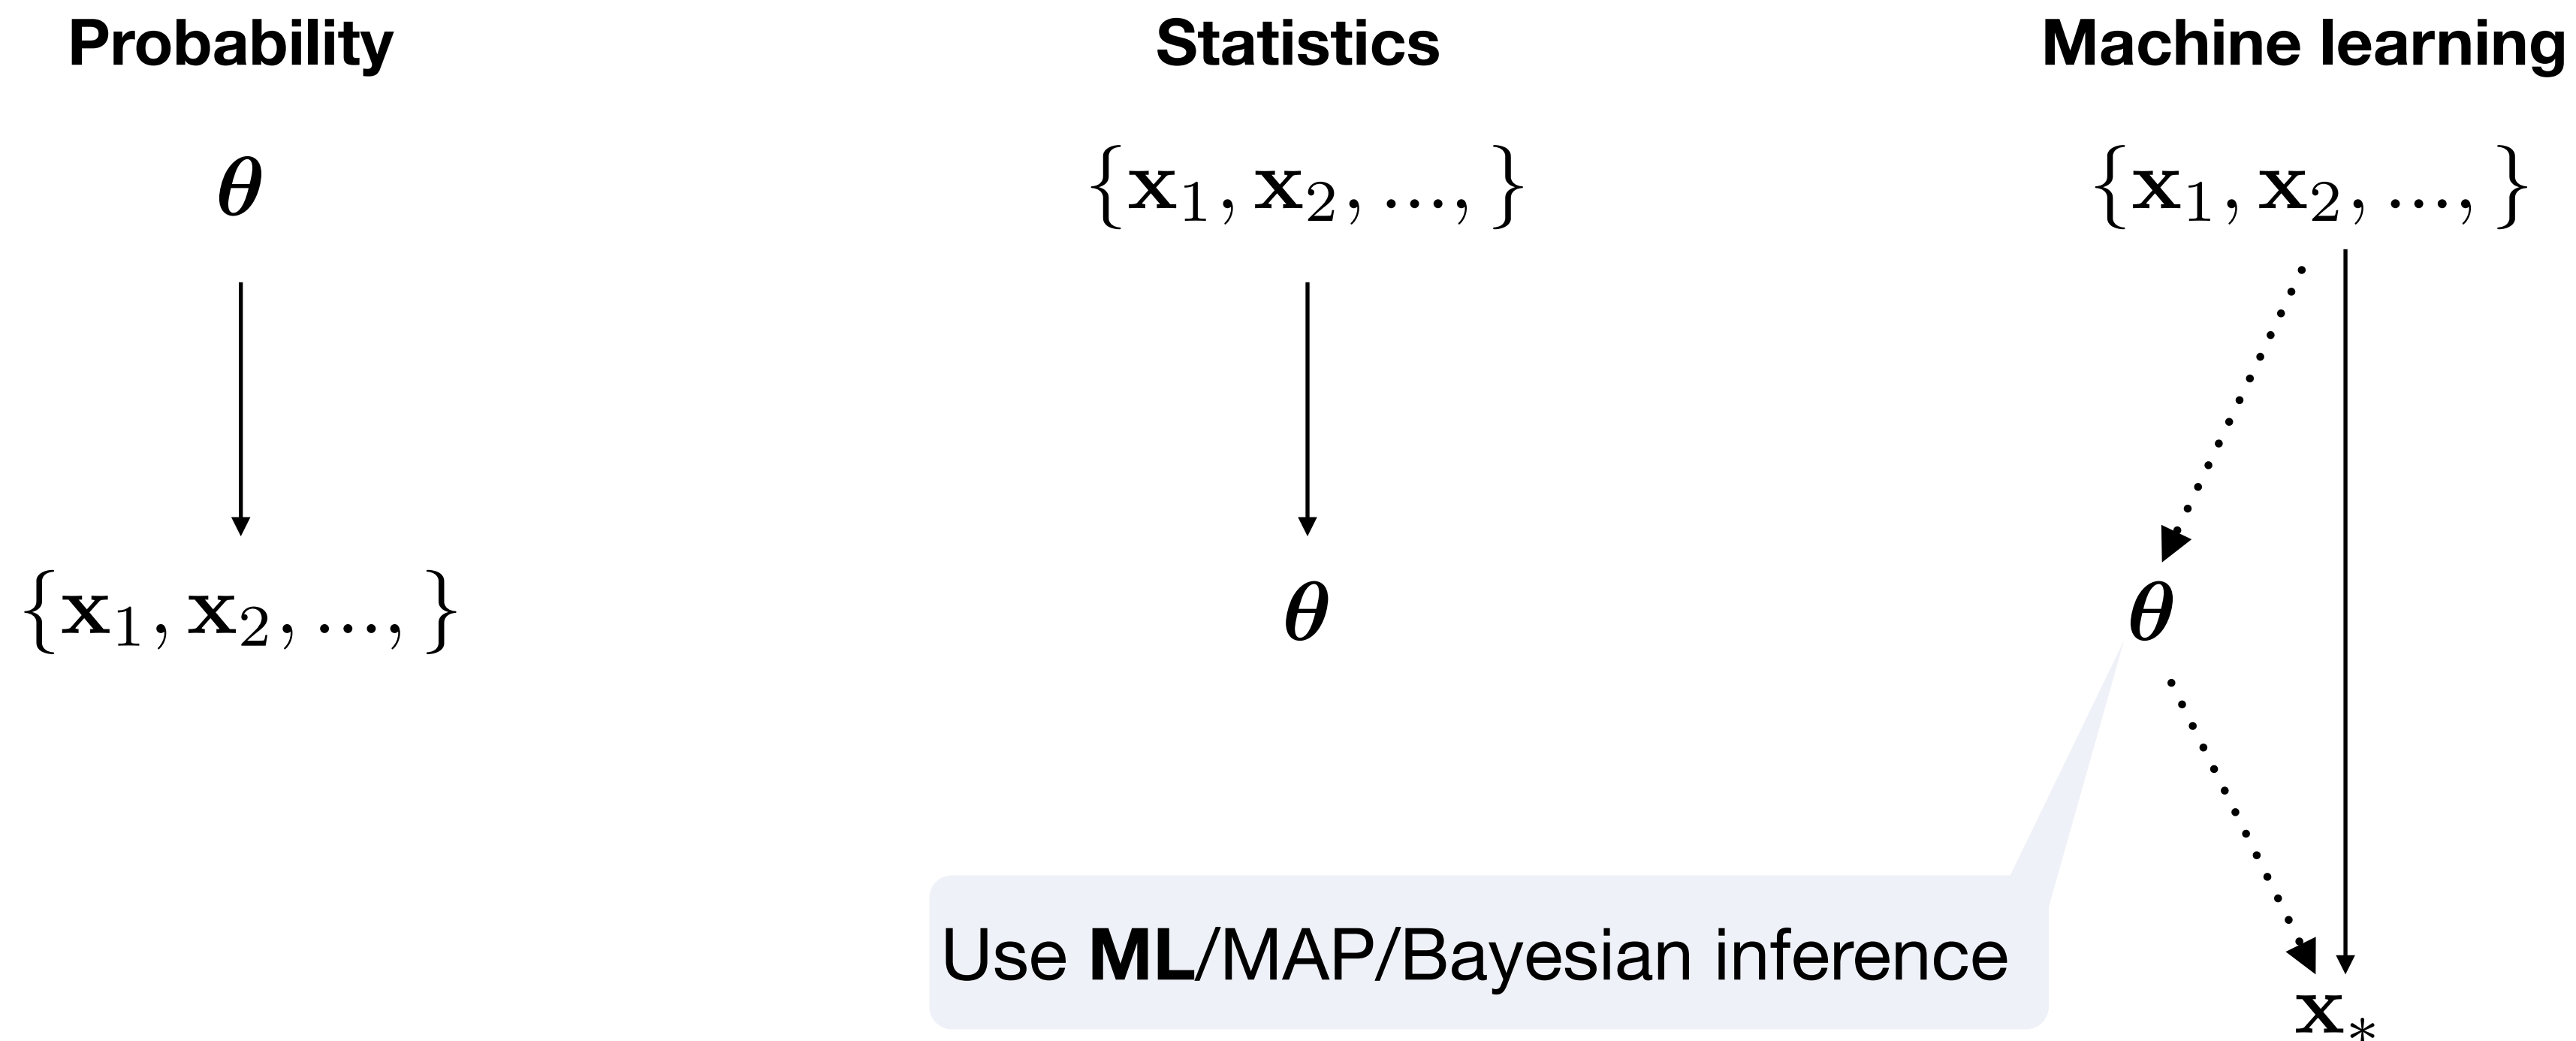 Probability
Statistics
Machine learning
θ
{x₁, x₂, ..., }
{x₁, x₂, ..., }
{x₁, x₂, ..., }
θ
θ
Use ML/MAP/Bayesian inference
x*